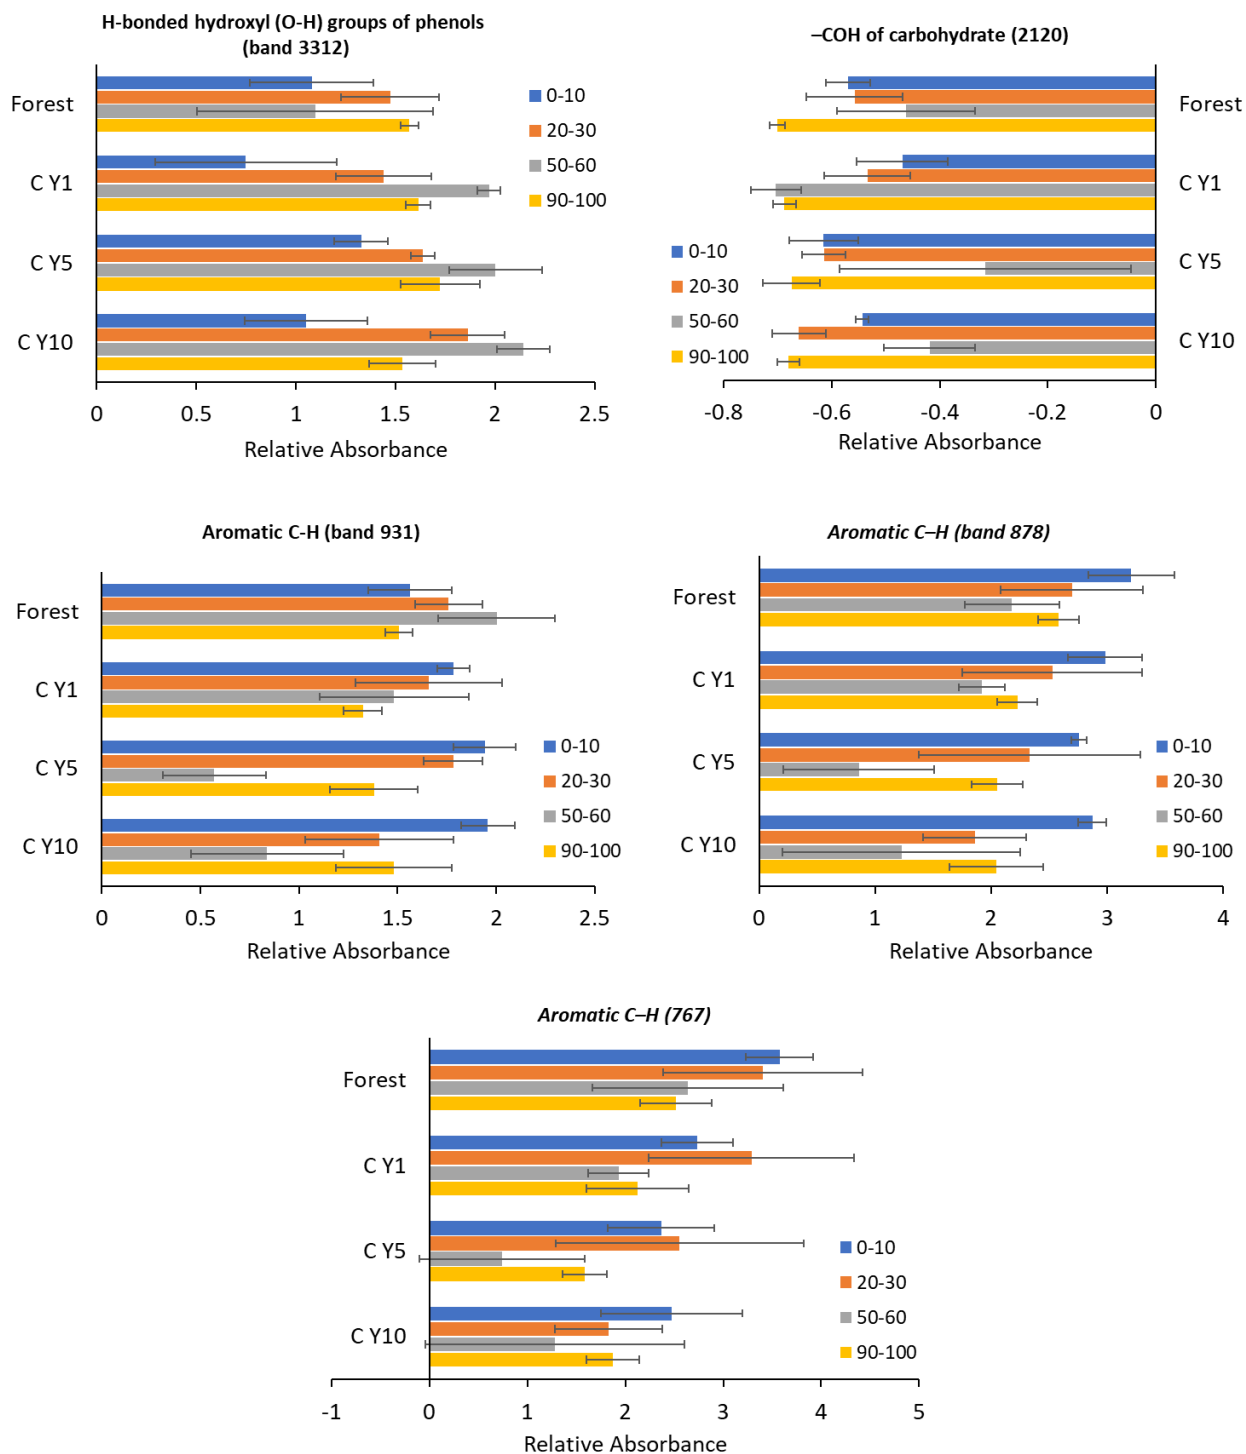 H-bonded hydroxyl (O-H) groups of phenols
(band 3312)
Forest
C Y1
C Y5
C Y10
0-10
20-30
50-60
90-100
0 0.5 1 1.5 2 2.5
Relative Absorbance
–COH of carbohydrate (2120)
Forest
C Y1
C Y5
C Y10
0-10
20-30
50-60
90-100
-0.8 -0.6 -0.4 -0.2 0
Relative Absorbance
Aromatic C-H (band 931)
Forest
C Y1
C Y5
C Y10
0-10
20-30
50-60
90-100
0 0.5 1 1.5 2 2.5
Relative Absorbance
Aromatic C–H (band 878)
Forest
C Y1
C Y5
C Y10
0-10
20-30
50-60
90-100
0 1 2 3 4
Relative Absorbance
Aromatic C–H (767)
Forest
C Y1
C Y5
C Y10
0-10
20-30
50-60
90-100
-1 0 1 2 3 4 5
Relative Absorbance